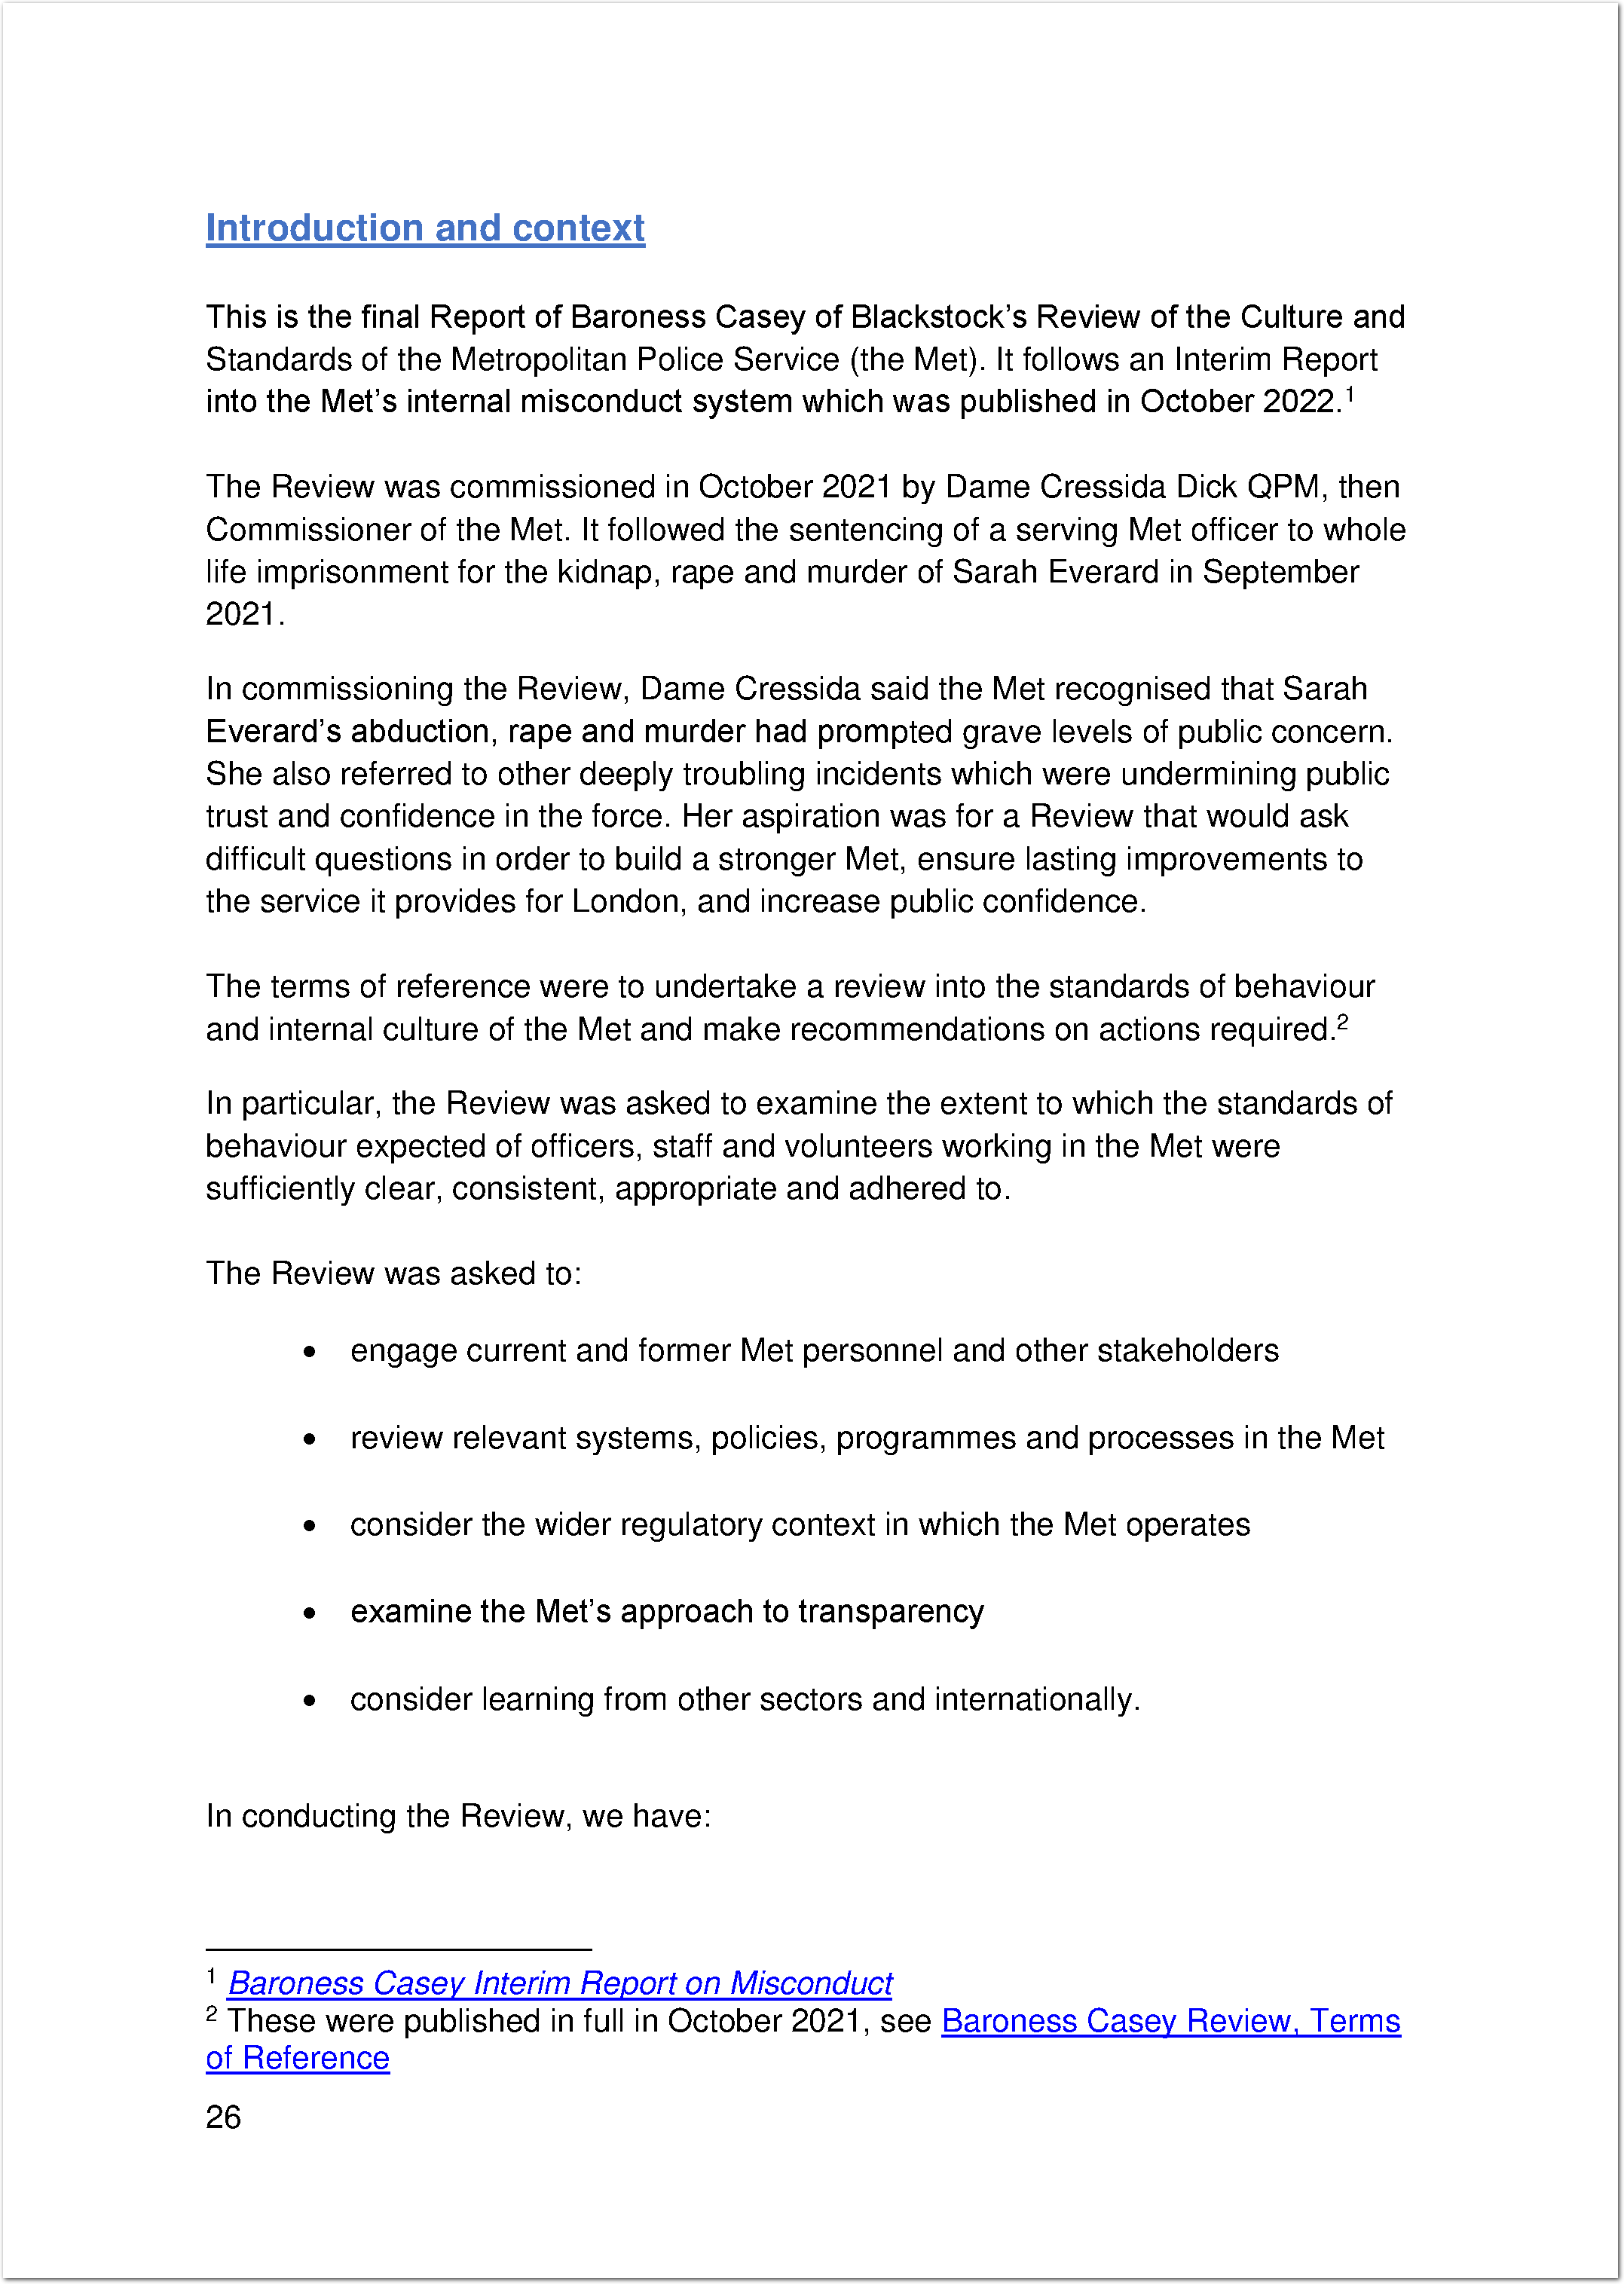 Introduction and context
This is the final Report of Baroness Casey of Blackstock’s Review of the Culture and
Standards of the Metropolitan Police Service (the Met). It follows an Interim Report
into the Met’s internal misconduct system which was published in October 2022.1
The Review was commissioned in October 2021 by Dame Cressida Dick QPM, then
Commissioner of the Met. It followed the sentencing of a serving Met officer to whole
life imprisonment for the kidnap, rape and murder of Sarah Everard in September
2021.
In commissioning the Review, Dame Cressida said the Met recognised that Sarah
Everard’s abduction, rape and murder had prompted grave levels of public concern.
She also referred to other deeply troubling incidents which were undermining public
trust and confidence in the force. Her aspiration was for a Review that would ask
difficult questions in order to build a stronger Met, ensure lasting improvements to
the service it provides for London, and increase public confidence.
The terms of reference were to undertake a review into the standards of behaviour
and internal culture of the Met and make recommendations on actions required.2
In particular, the Review was asked to examine the extent to which the standards of
behaviour expected of officers, staff and volunteers working in the Met were
sufficiently clear, consistent, appropriate and adhered to.
The Review was asked to:
• engage current and former Met personnel and other stakeholders
• review relevant systems, policies, programmes and processes in the Met
• consider the wider regulatory context in which the Met operates
• examine the Met’s approach to transparency
• consider learning from other sectors and internationally.
In conducting the Review, we have:
1 Baroness Casey Interim Report on Misconduct
2 These were published in full in October 2021, see Baroness Casey Review, Terms
of Reference
26